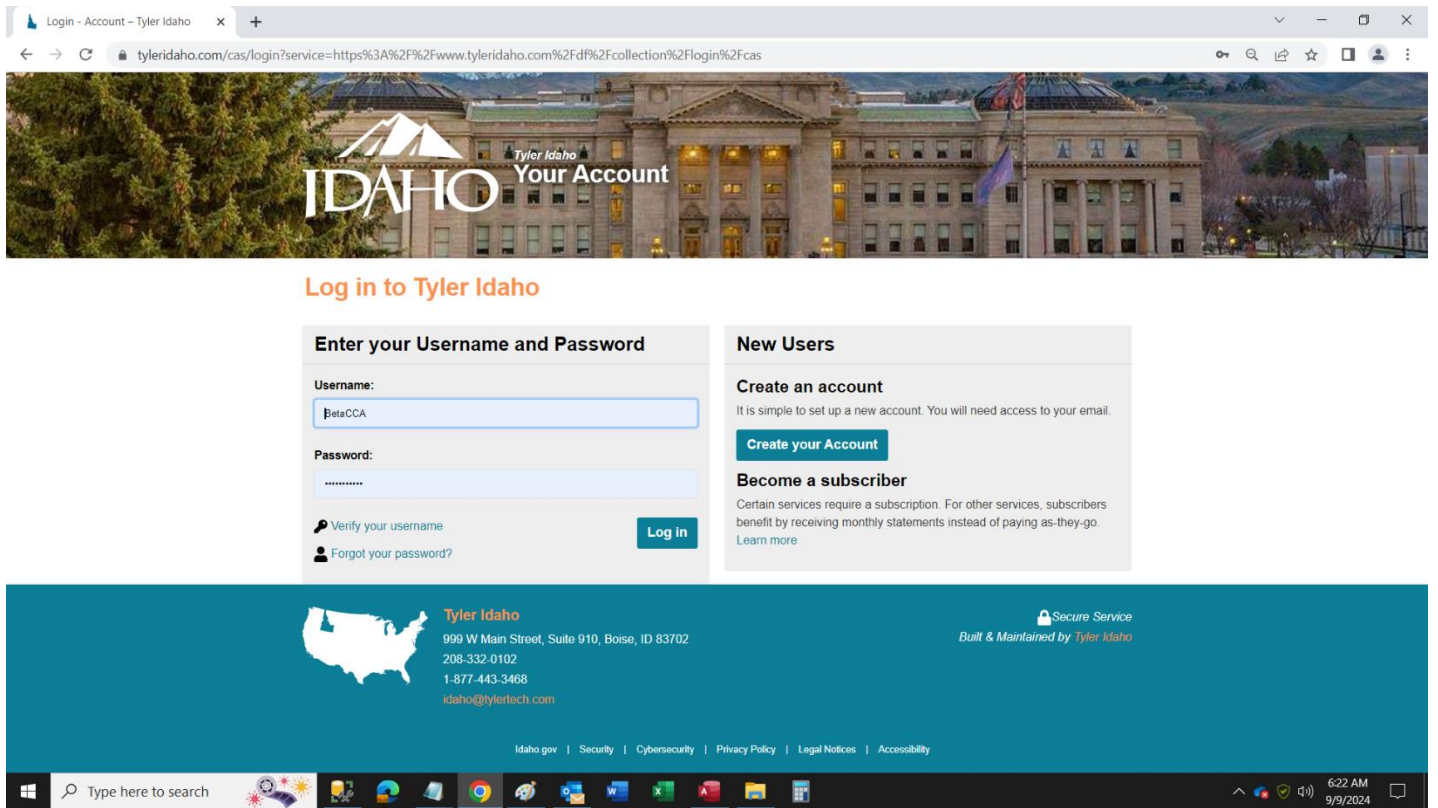 Login - Account – Tyler Idaho
tyleridaho.com/cas/login?service=https%3A%2F%2Fwww.tyleridaho.com%2Fdf%2Fcollection%2Flogin%2Fcas
IDAHO
Tyler Idaho
Your Account
Log in to Tyler Idaho
Enter your Username and Password
Username:
BetaCCA
Password:
•••••••••••
Verify your username
Log in
Forgot your password?
New Users
Create an account
It is simple to set up a new account. You will need access to your email.
Create your Account
Become a subscriber
Certain services require a subscription. For other services, subscribers
benefit by receiving monthly statements instead of paying as-they-go.
Learn more
Tyler Idaho
999 W Main Street, Suite 910, Boise, ID 83702
208-332-0102
1-877-443-3468
idaho@tylertech.com
Secure Service
Built & Maintained by Tyler Idaho
Idaho.gov | Security | Cybersecurity | Privacy Policy | Legal Notices | Accessibility
Type here to search
6:22 AM
9/9/2024